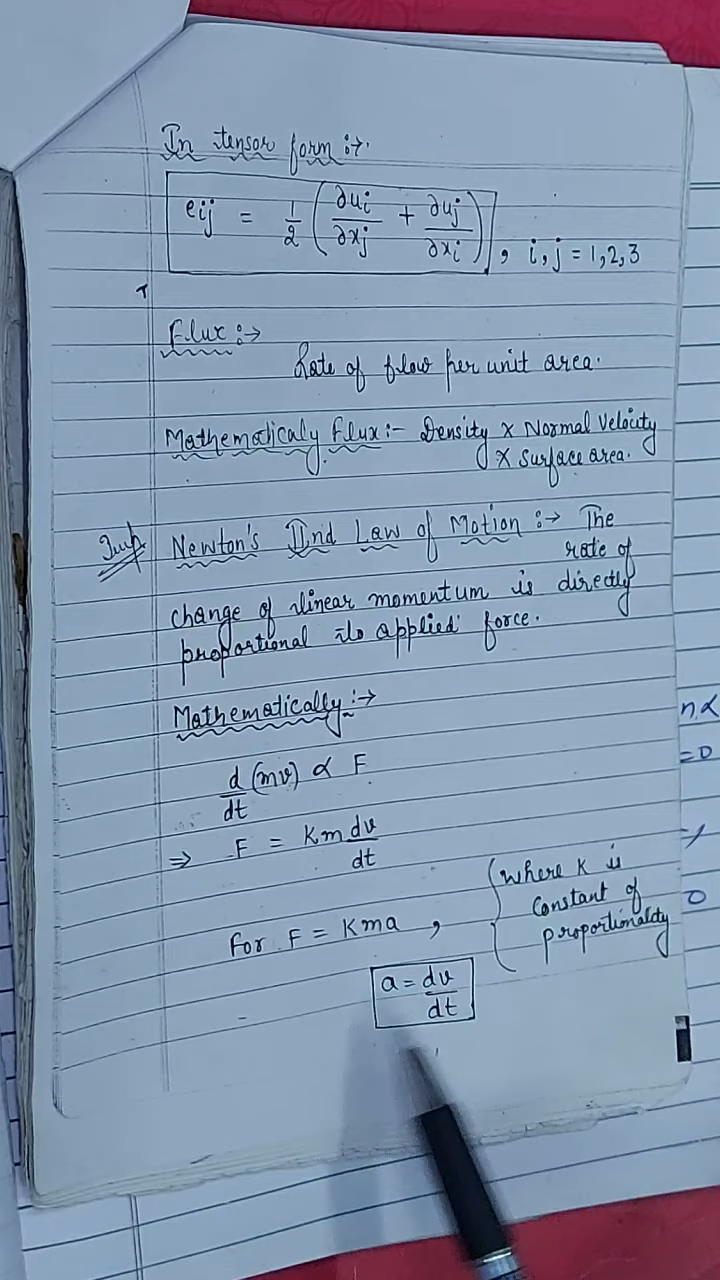 In tensor form :→
eij = 1/2 (∂ui/∂xj + ∂uj/∂xi), i, j = 1, 2, 3
Flux :→
Rate of flow per unit area.
Mathematicaly Flux :- Density × Normal Velocity
× Surface area.
Imp Newton's IInd Law of Motion :→ The
rate of
change of linear momentum is directly
proportional to applied force.
Mathematically :→
d/dt (mv) ∝ F
⇒ F = Km dv/dt
{where K is
Constant of
proportionality
For F = Kma ,
a = dv/dt
n,α
=0
0